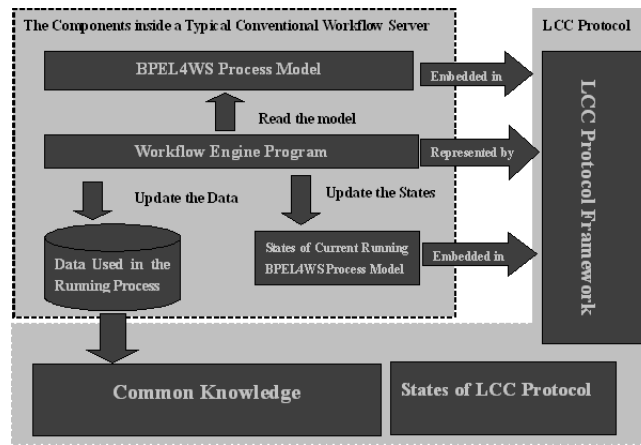 The Components inside a Typical Conventional Workflow Server
LCC Protocol
BPEL4WS Process Model
Embedded in
Read the model
Workflow Engine Program
Represented by
Update the Data
Update the States
Data Used in the
Running Process
States of Current Running
BPEL4WS Process Model
Embedded in
LCC Protocol Framework
Common Knowledge
States of LCC Protocol